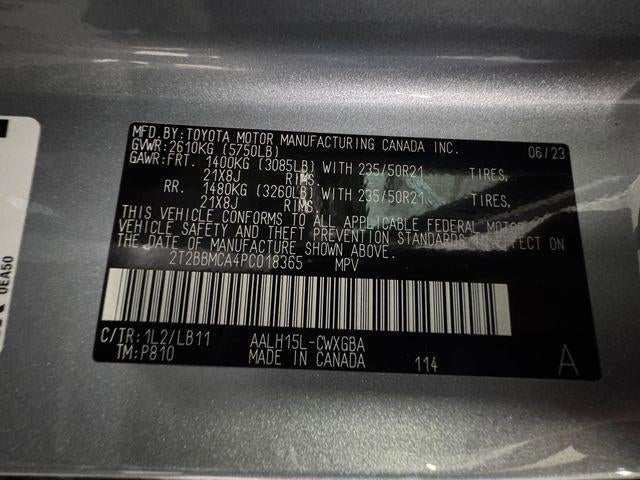 MFD.BY:TOYOTA MOTOR MANUFACTURING CANADA INC. 06/23
GVWR:2610KG (5750LB)
GAWR:FRT. 1400KG (3085LB) WITH 235/50R21 TIRES,
21X8J RIMS
RR. 1480KG (3260LB) WITH 235/50R21 TIRES,
21X8J RIMS
THIS VEHICLE CONFORMS TO ALL APPLICABLE FEDERAL MOTOR
VEHICLE SAFETY AND THEFT PREVENTION STANDARDS IN EFFECT ON
THE DATE OF MANUFACTURE SHOWN ABOVE.
2T2BBMCA4PC018365 MPV
C/TR:1L2/LB11 AALH15L-CWXGBA
TM:P810 MADE IN CANADA 114 A
0EA50